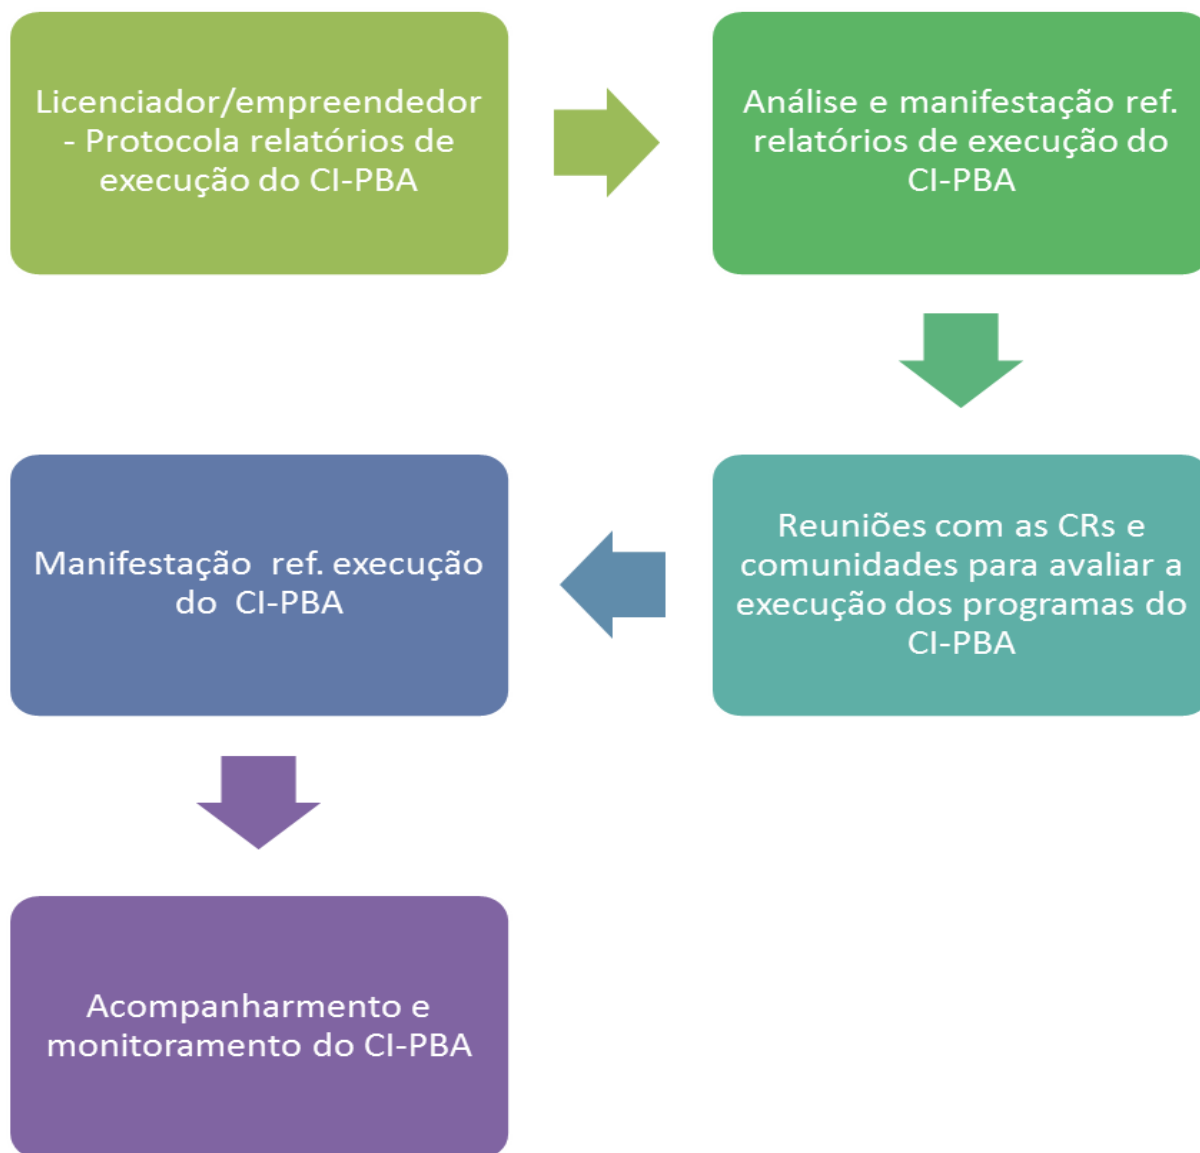 Licenciador/empreendedor
- Protocola relatórios de
execução do CI-PBA
Análise e manifestação ref.
relatórios de execução do
CI-PBA
Reuniões com as CRs e
comunidades para avaliar a
execução dos programas do
CI-PBA
Manifestação ref. execução
do CI-PBA
Acompanharmento e
monitoramento do CI-PBA